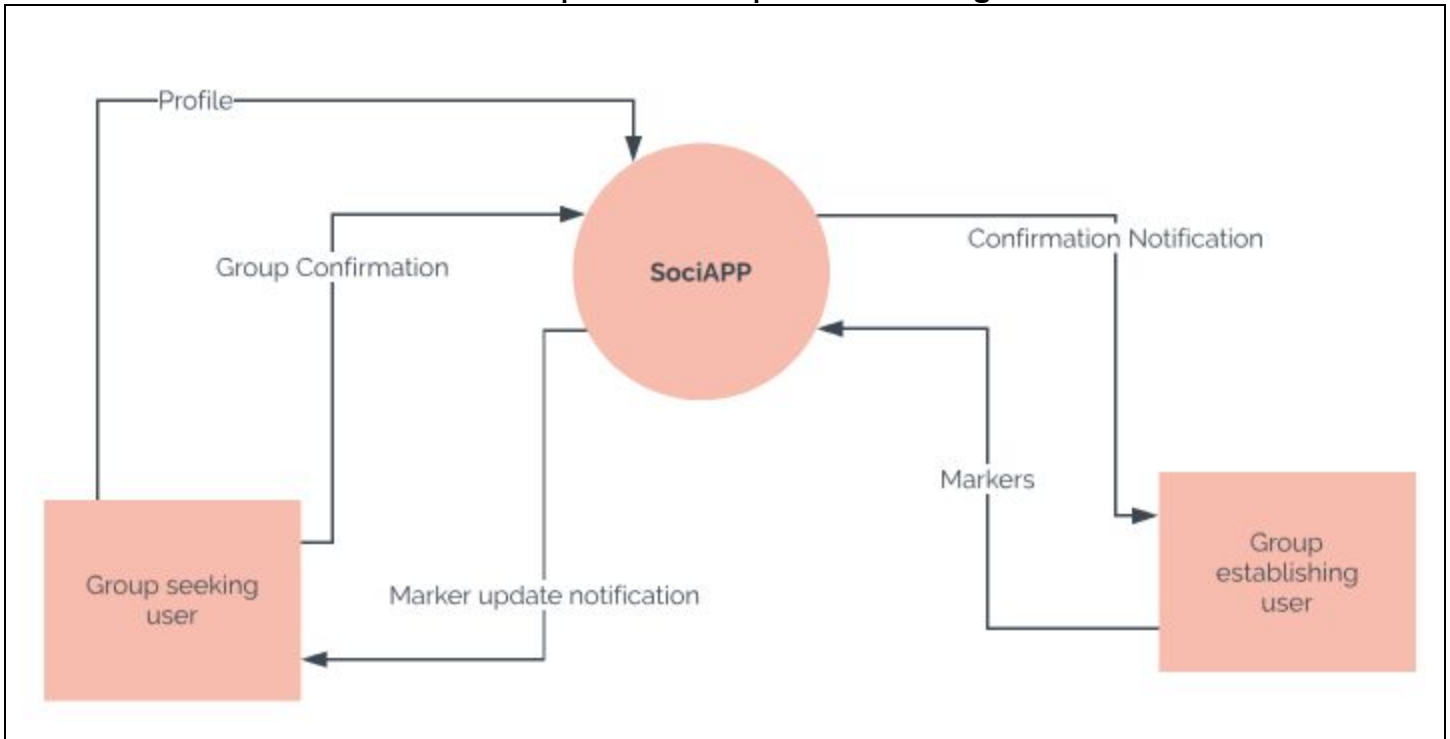 Profile
Group Confirmation
SociAPP
Confirmation Notification
Markers
Group seeking
user
Marker update notification
Group
establishing
user